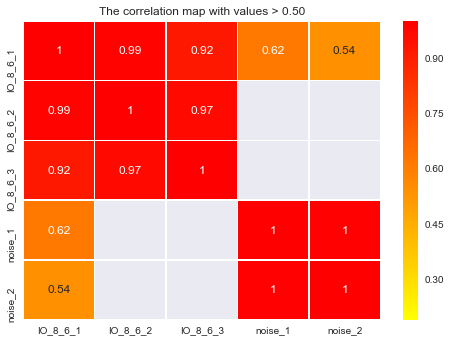 The correlation map with values > 0.50
IO_8_6_1
1
0.99
0.92
0.62
0.54
IO_8_6_2
0.99
1
0.97
IO_8_6_3
0.92
0.97
1
noise_1
0.62
1
1
noise_2
0.54
1
1
IO_8_6_1
IO_8_6_2
IO_8_6_3
noise_1
noise_2
0.90
0.75
0.60
0.45
0.30